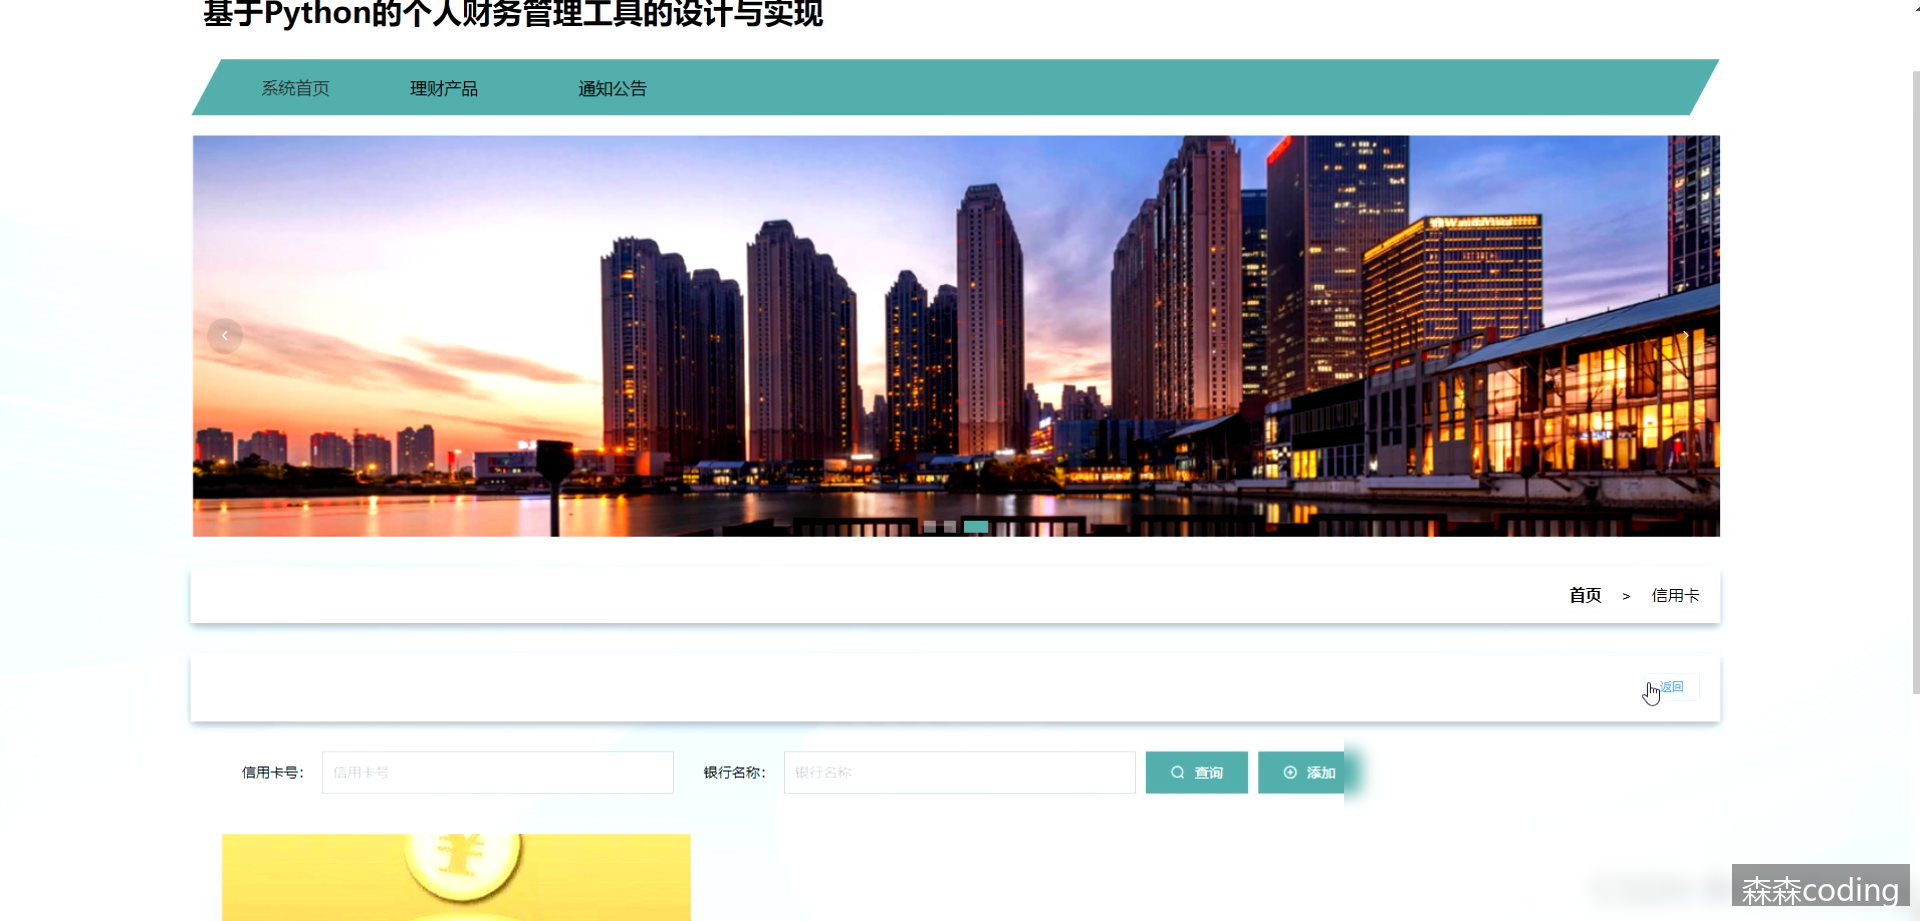 基于Python的个人财务管理工具的设计与实现
系统首页 理财产品 通知公告
首页 > 信用卡
返回
信用卡号： 信用卡号 银行名称： 银行名称 查询 添加
¥
森森coding